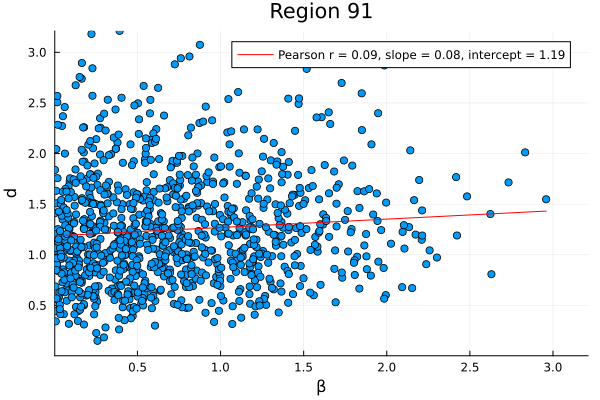 Region 91
Pearson r = 0.09, slope = 0.08, intercept = 1.19
3.0
2.5
2.0
1.5
1.0
0.5
d
0.5 1.0 1.5 2.0 2.5 3.0
β